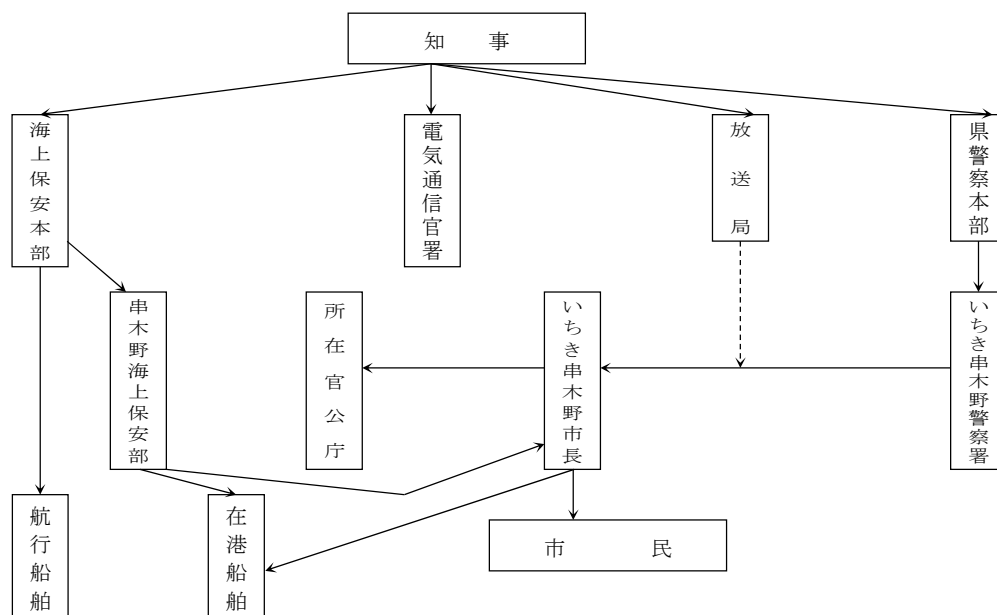 知 事
海上保安本部
電気通信官署
放送局
県警察本部
串木野海上保安部
所在官公庁
いちき串木野市長
いちき串木野警察署
航行船舶
在港船舶
市 民